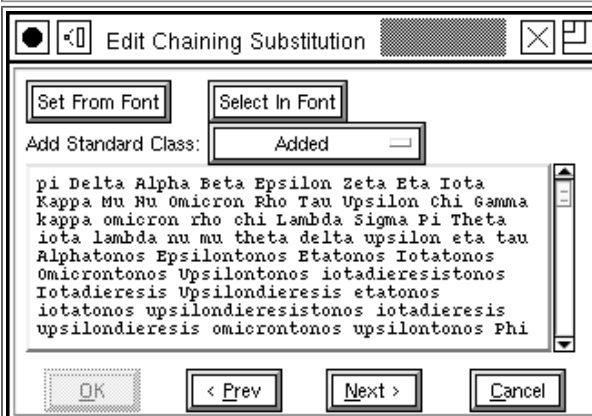 Edit Chaining Substitution
Set From Font Select In Font
Add Standard Class: Added
pi Delta Alpha Beta Epsilon Zeta Eta Iota
Kappa Mu Nu Omicron Rho Tau Upsilon Chi Gamma
kappa omicron rho chi Lambda Sigma Pi Theta
iota lambda nu mu theta delta upsilon eta tau
Alphatonos Epsilontonos Etatonos Iotatonos
Omicrontonos Upsilontonos iotadieresistonos
Iotadieresis Upsilondieresis etatonos
iotatonos upsilondieresistonos iotadieresis
upsilondieresis omicrontonos upsilontonos Phi
OK < Prev Next > Cancel